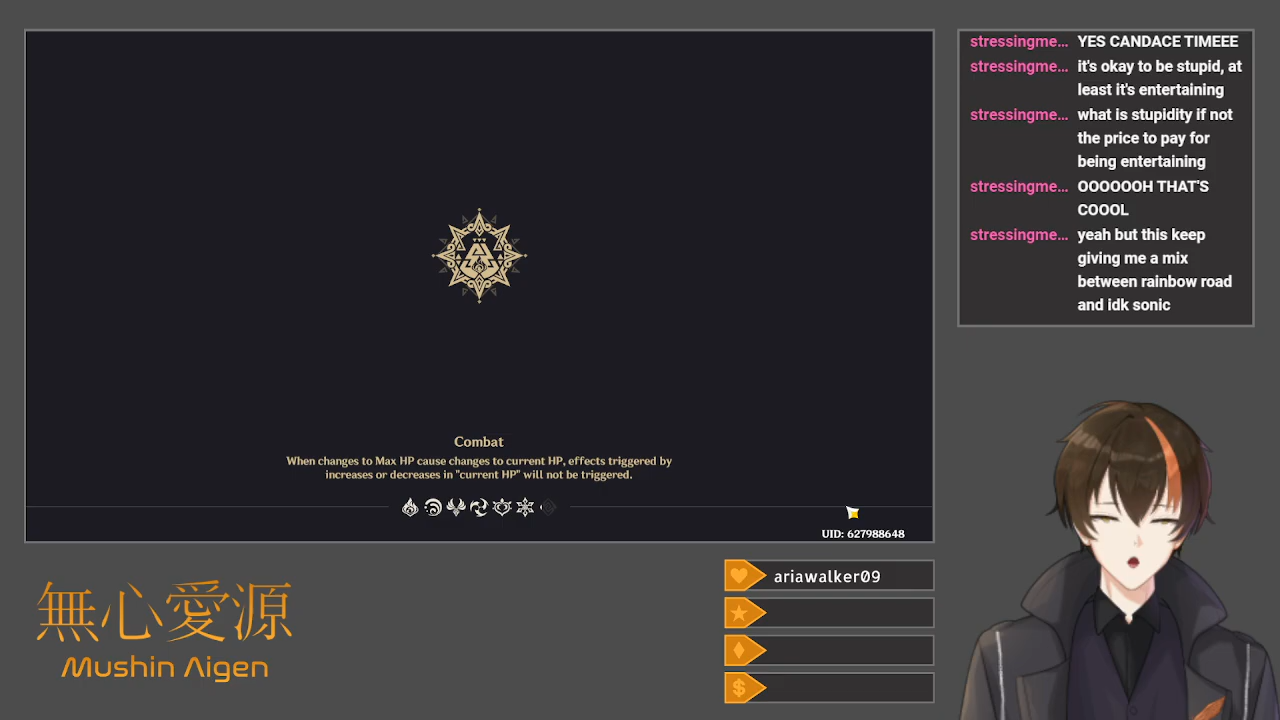 stressingme... YES CANDACE TIMEEE
stressingme... it's okay to be stupid, at
least it's entertaining
stressingme... what is stupidity if not
the price to pay for
being entertaining
stressingme... OOOOOOH THAT'S
COOOL
stressingme... yeah but this keep
giving me a mix
between rainbow road
and idk sonic
Combat
When changes to Max HP cause changes to current HP, effects triggered by
increases or decreases in "current HP" will not be triggered.
UID: 627988648
無心愛源
Mushin Aigen
ariawalker09